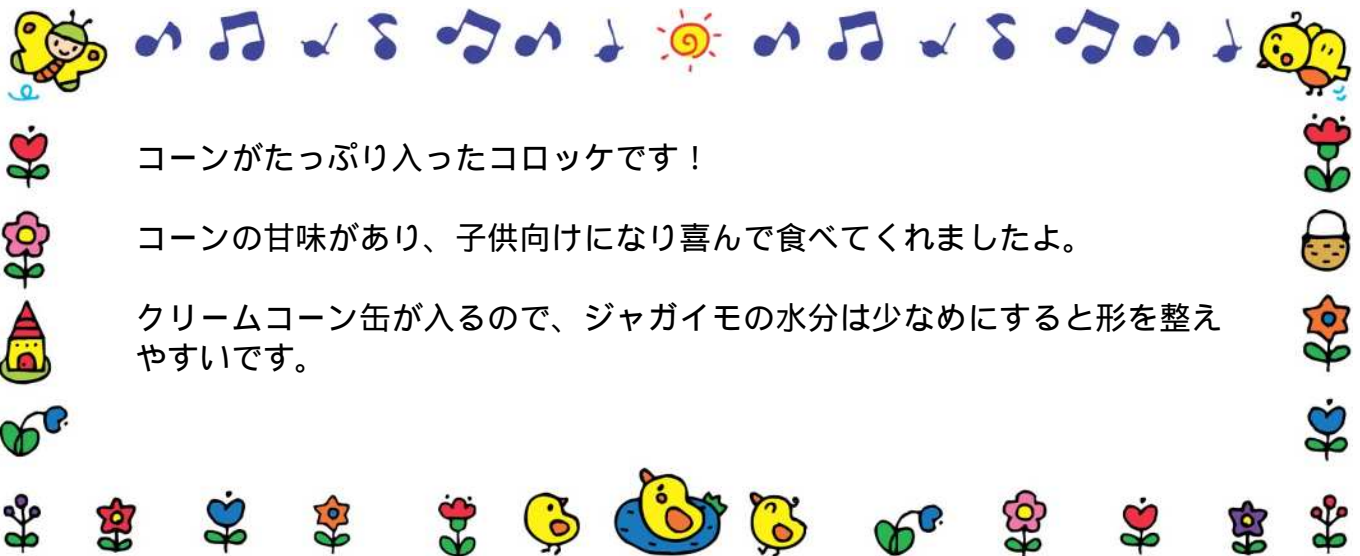 コーンがたっぷり入ったコロッケです！
コーンの甘味があり、子供向けになり喜んで食べてくれましたよ。
クリームコーン缶が入るので、ジャガイモの水分は少なめにすると形を整え
やすいです。